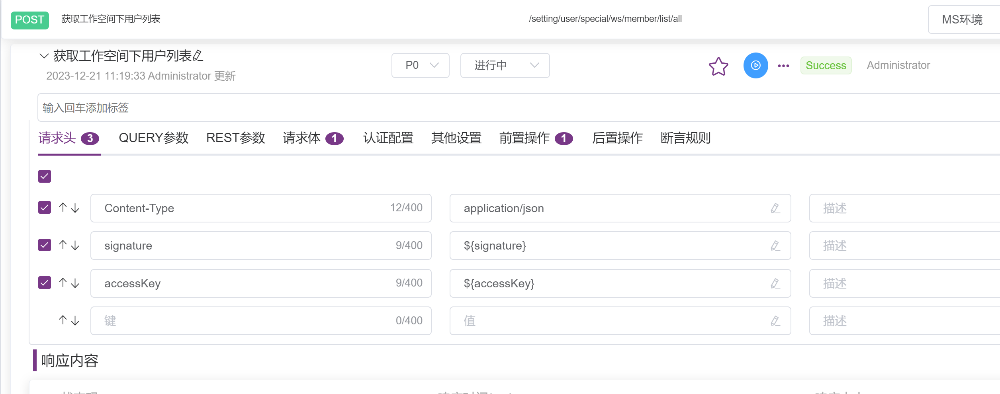 POST 获取工作空间下用户列表 /setting/user/special/ws/member/list/all MS环境
获取工作空间下用户列表 P0 进行中 Success Administrator
2023-12-21 11:19:33 Administrator 更新
输入回车添加标签
请求头 3 QUERY参数 REST参数 请求体 1 认证配置 其他设置 前置操作 1 后置操作 断言规则
Content-Type 12/400 application/json 描述
signature 9/400 ${signature} 描述
accessKey 9/400 ${accessKey} 描述
键 0/400 值 描述
响应内容